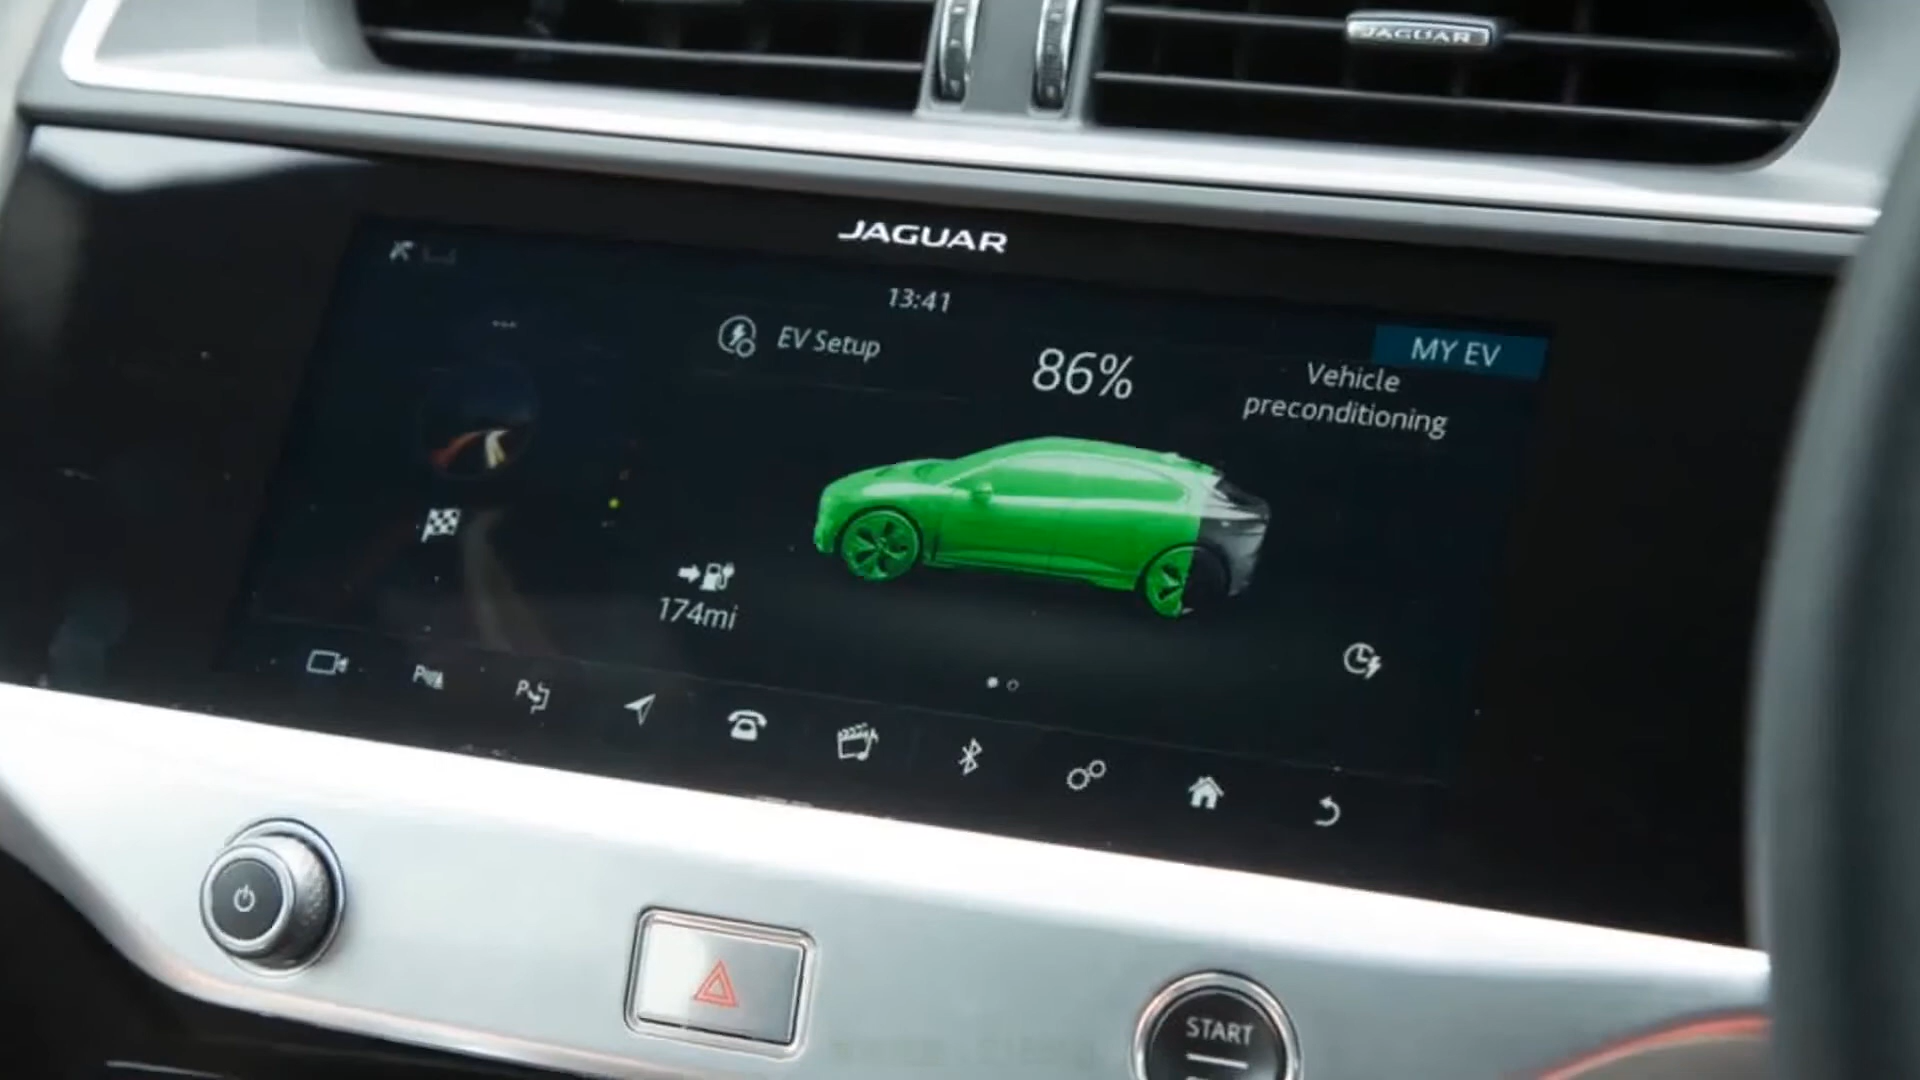 JAGUAR
JAGUAR
13:41
EV Setup
86%
MY EV
Vehicle
preconditioning
174mi
START